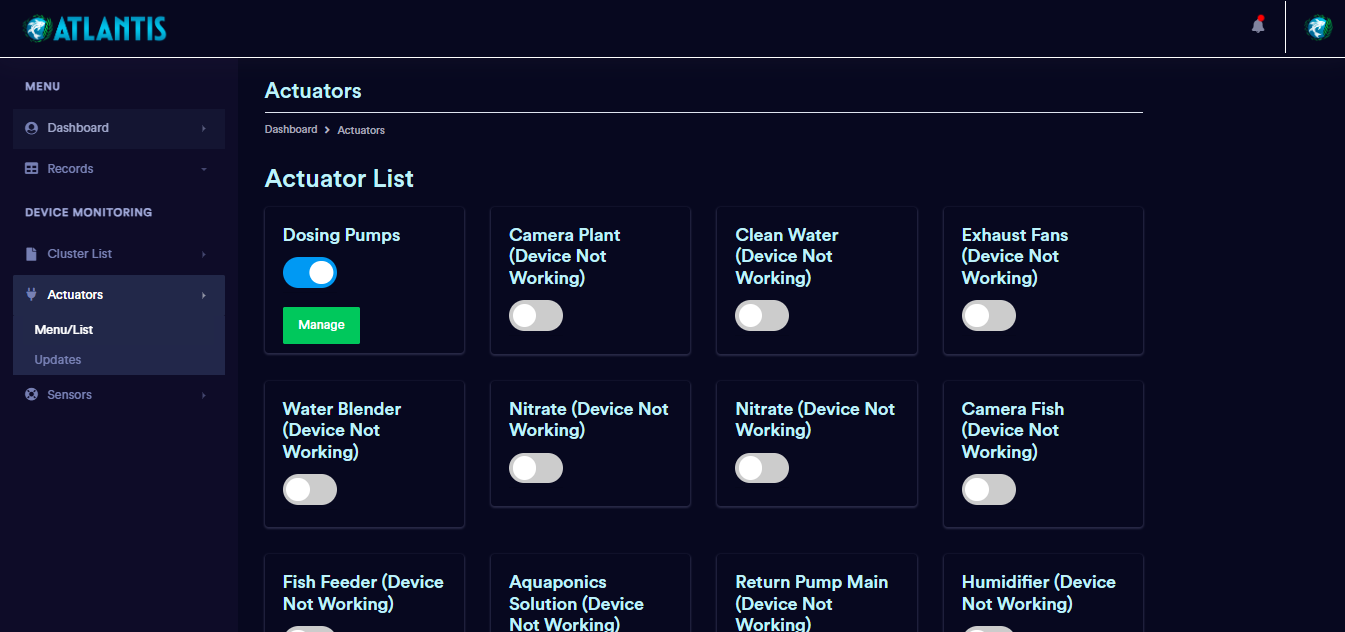 ATLANTIS
MENU
Dashboard
Records
DEVICE MONITORING
Cluster List
Actuators
Menu/List
Updates
Sensors
Actuators
Dashboard > Actuators
Actuator List
Dosing Pumps
Manage
Camera Plant
(Device Not
Working)
Clean Water
(Device Not
Working)
Exhaust Fans
(Device Not
Working)
Water Blender
(Device Not
Working)
Nitrate (Device Not
Working)
Nitrate (Device Not
Working)
Camera Fish
(Device Not
Working)
Fish Feeder (Device
Not Working)
Aquaponics
Solution (Device
Not Working)
Return Pump Main
(Device Not
Working)
Humidifier (Device
Not Working)